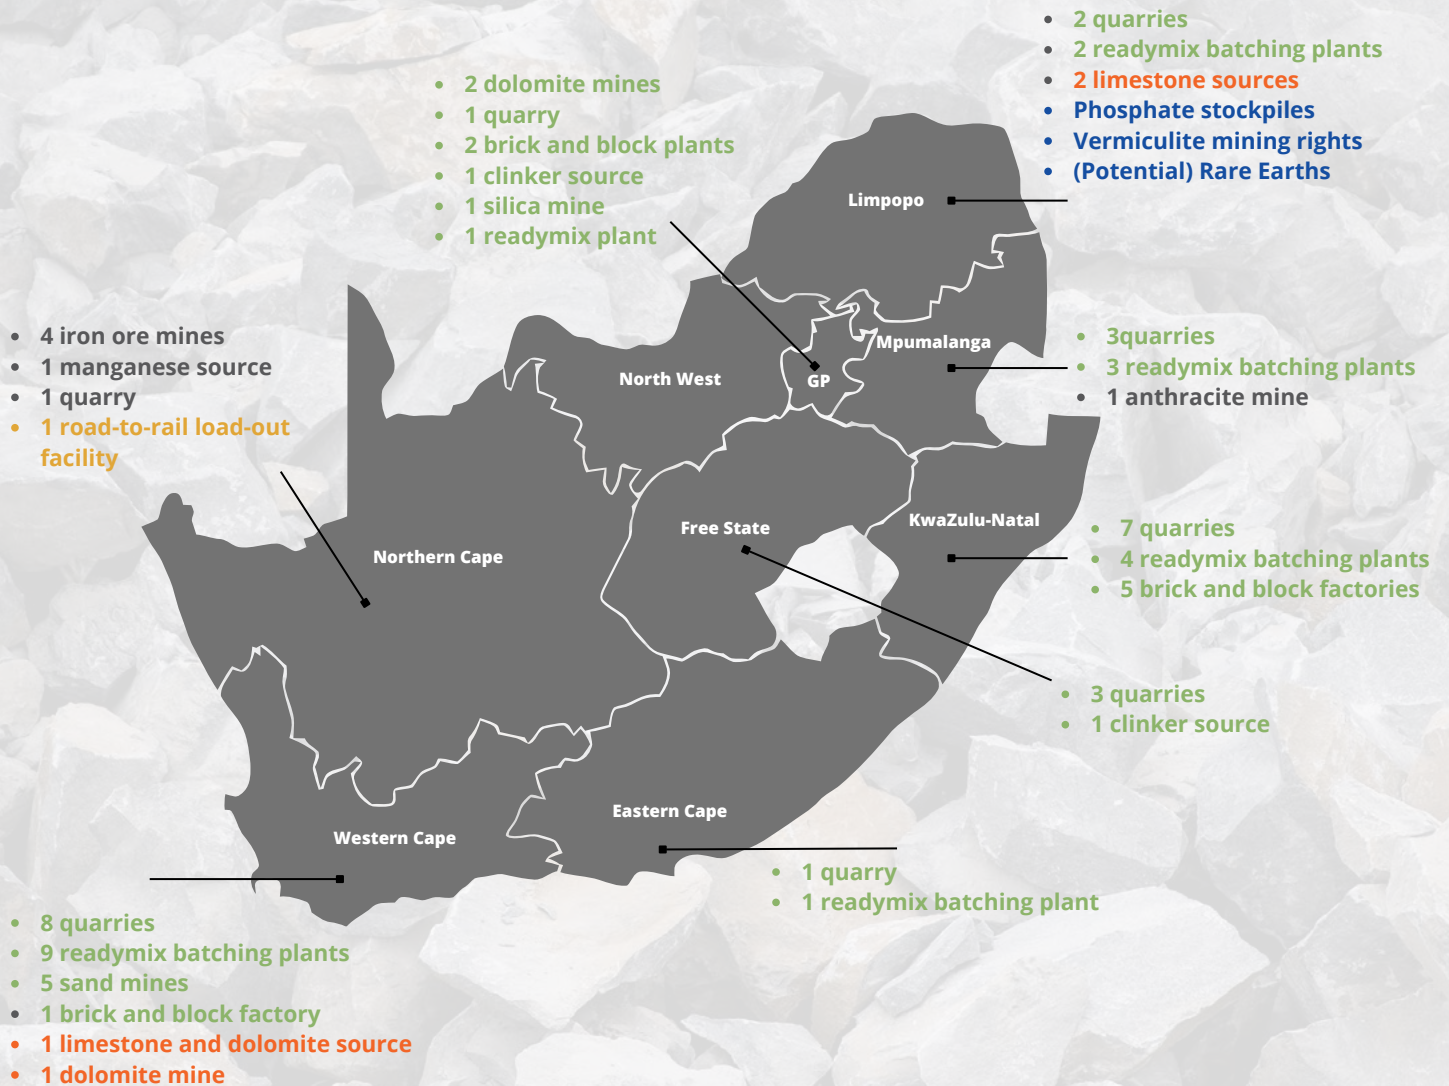 2 quarries
2 readymix batching plants
2 limestone sources
Phosphate stockpiles
Vermiculite mining rights
(Potential) Rare Earths
2 dolomite mines
1 quarry
2 brick and block plants
1 clinker source
1 silica mine
1 readymix plant
Limpopo
4 iron ore mines
1 manganese source
1 quarry
1 road-to-rail load-out
facility
North West
GP
Mpumalanga
3quarries
3 readymix batching plants
1 anthracite mine
Northern Cape
Free State
KwaZulu-Natal
7 quarries
4 readymix batching plants
5 brick and block factories
3 quarries
1 clinker source
Western Cape
Eastern Cape
1 quarry
1 readymix batching plant
8 quarries
9 readymix batching plants
5 sand mines
1 brick and block factory
1 limestone and dolomite source
1 dolomite mine